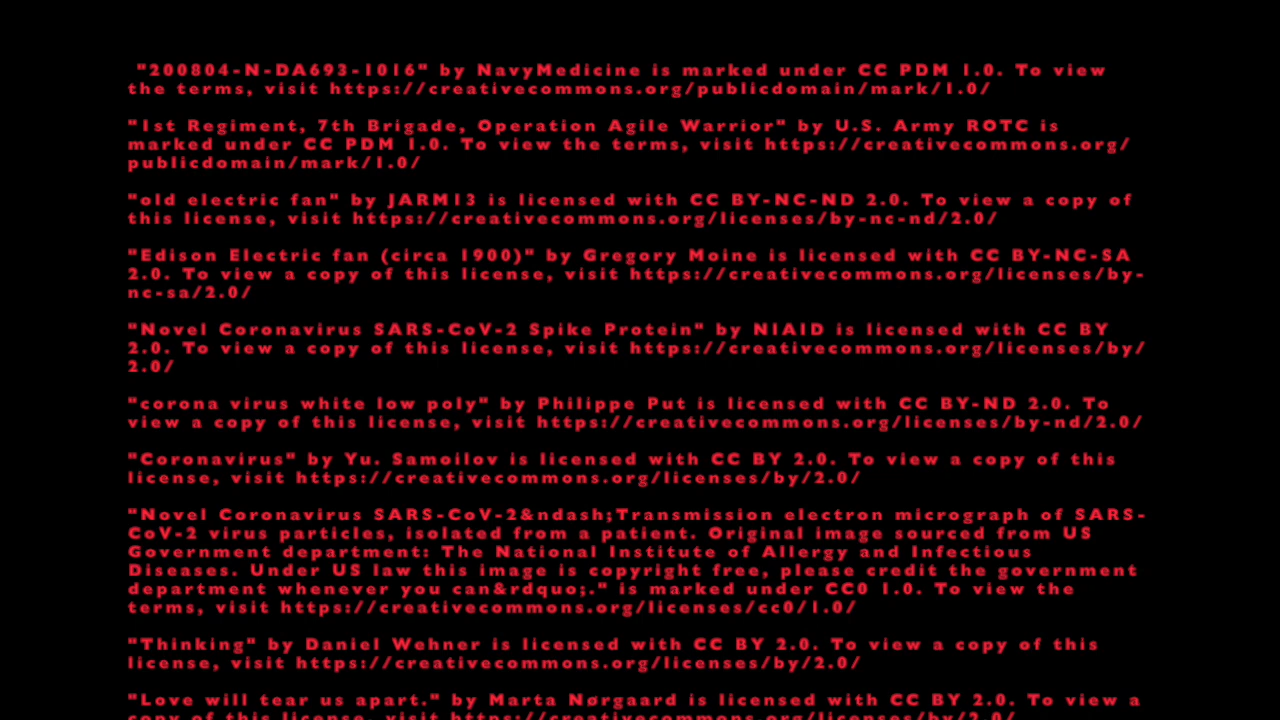 "200804-N-DA693-1016" by NavyMedicine is marked under CC PDM 1.0. To view
the terms, visit https://creativecommons.org/publicdomain/mark/1.0/
"1st Regiment, 7th Brigade, Operation Agile Warrior" by U.S. Army ROTC is
marked under CC PDM 1.0. To view the terms, visit https://creativecommons.org/
publicdomain/mark/1.0/
"old electric fan" by JARM13 is licensed with CC BY-NC-ND 2.0. To view a copy of
this license, visit https://creativecommons.org/licenses/by-nc-nd/2.0/
"Edison Electric fan (circa 1900)" by Gregory Moine is licensed with CC BY-NC-SA
2.0. To view a copy of this license, visit https://creativecommons.org/licenses/by-
nc-sa/2.0/
"Novel Coronavirus SARS-CoV-2 Spike Protein" by NIAID is licensed with CC BY
2.0. To view a copy of this license, visit https://creativecommons.org/licenses/by/
2.0/
"corona virus white low poly" by Philippe Put is licensed with CC BY-ND 2.0. To
view a copy of this license, visit https://creativecommons.org/licenses/by-nd/2.0/
"Coronavirus" by Yu. Samoilov is licensed with CC BY 2.0. To view a copy of this
license, visit https://creativecommons.org/licenses/by/2.0/
"Novel Coronavirus SARS-CoV-2&ndash;Transmission electron micrograph of SARS-
CoV-2 virus particles, isolated from a patient. Original image sourced from US
Government department: The National Institute of Allergy and Infectious
Diseases. Under US law this image is copyright free, please credit the government
department whenever you can&rdquo;." is marked under CC0 1.0. To view the
terms, visit https://creativecommons.org/licenses/cc0/1.0/
"Thinking" by Daniel Wehner is licensed with CC BY 2.0. To view a copy of this
license, visit https://creativecommons.org/licenses/by/2.0/
"Love will tear us apart." by Marta Nørgaard is licensed with CC BY 2.0. To view a
copy of this license, visit https://creativecommons.org/licenses/by/2.0/